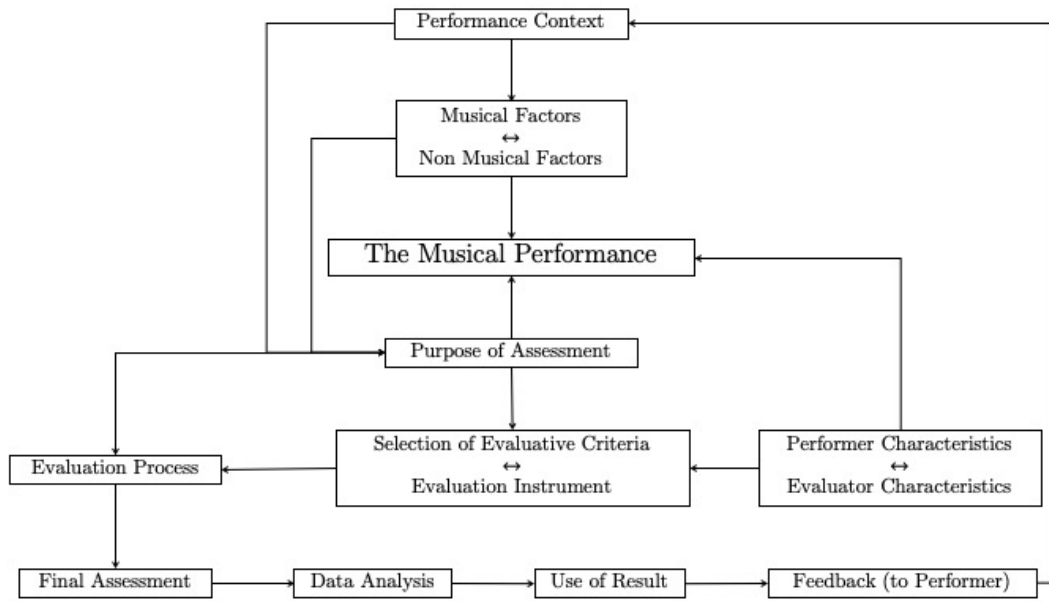 Performance Context
Musical Factors
↔
Non Musical Factors
The Musical Performance
Purpose of Assessment
Selection of Evaluative Criteria
↔
Evaluation Instrument
Performer Characteristics
↔
Evaluator Characteristics
Evaluation Process
Final Assessment
Data Analysis
Use of Result
Feedback (to Performer)